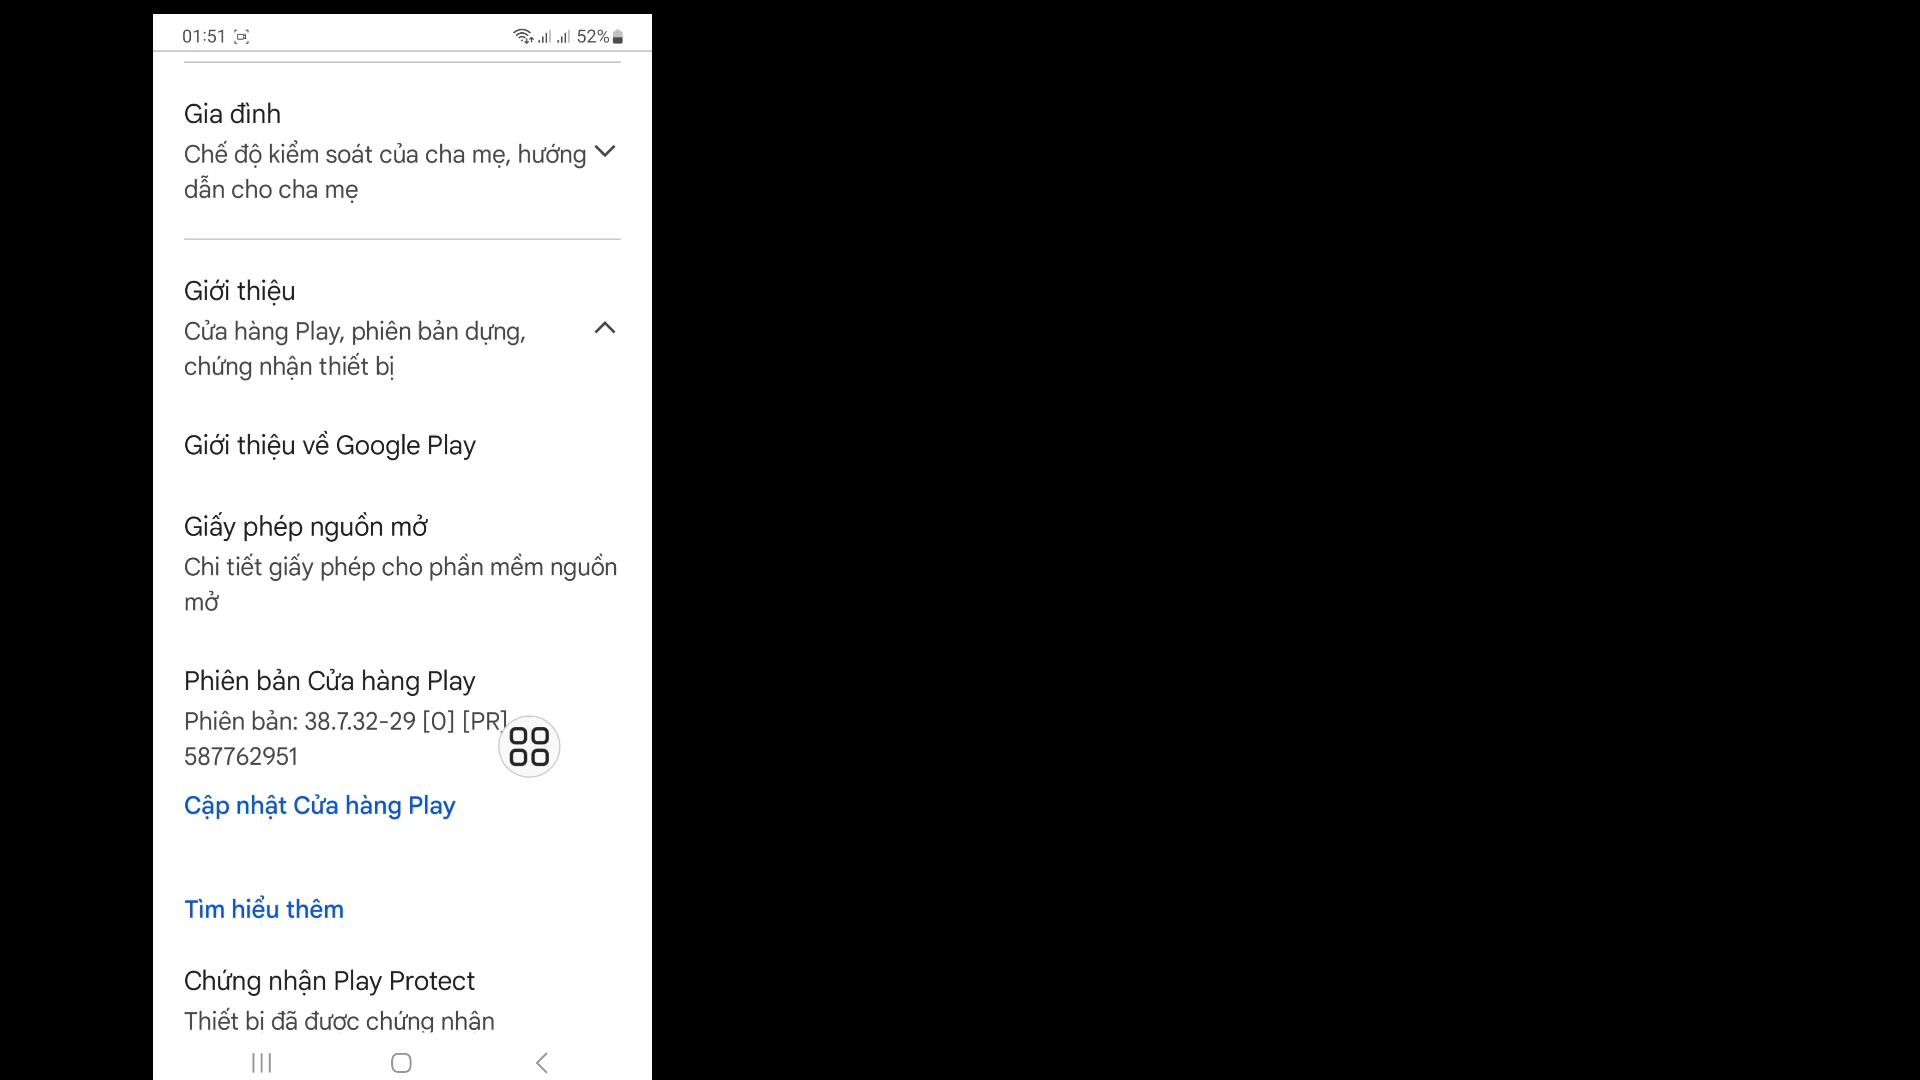 01:51 52%
Gia đình
Chế độ kiểm soát của cha mẹ, hướng
dẫn cho cha mẹ
Giới thiệu
Cửa hàng Play, phiên bản dựng,
chứng nhận thiết bị
Giới thiệu về Google Play
Giấy phép nguồn mở
Chi tiết giấy phép cho phần mềm nguồn
mở
Phiên bản Cửa hàng Play
Phiên bản: 38.7.32-29 [0] [PR]
587762951
Cập nhật Cửa hàng Play
Tìm hiểu thêm
Chứng nhận Play Protect
Thiết bị đã được chứng nhận